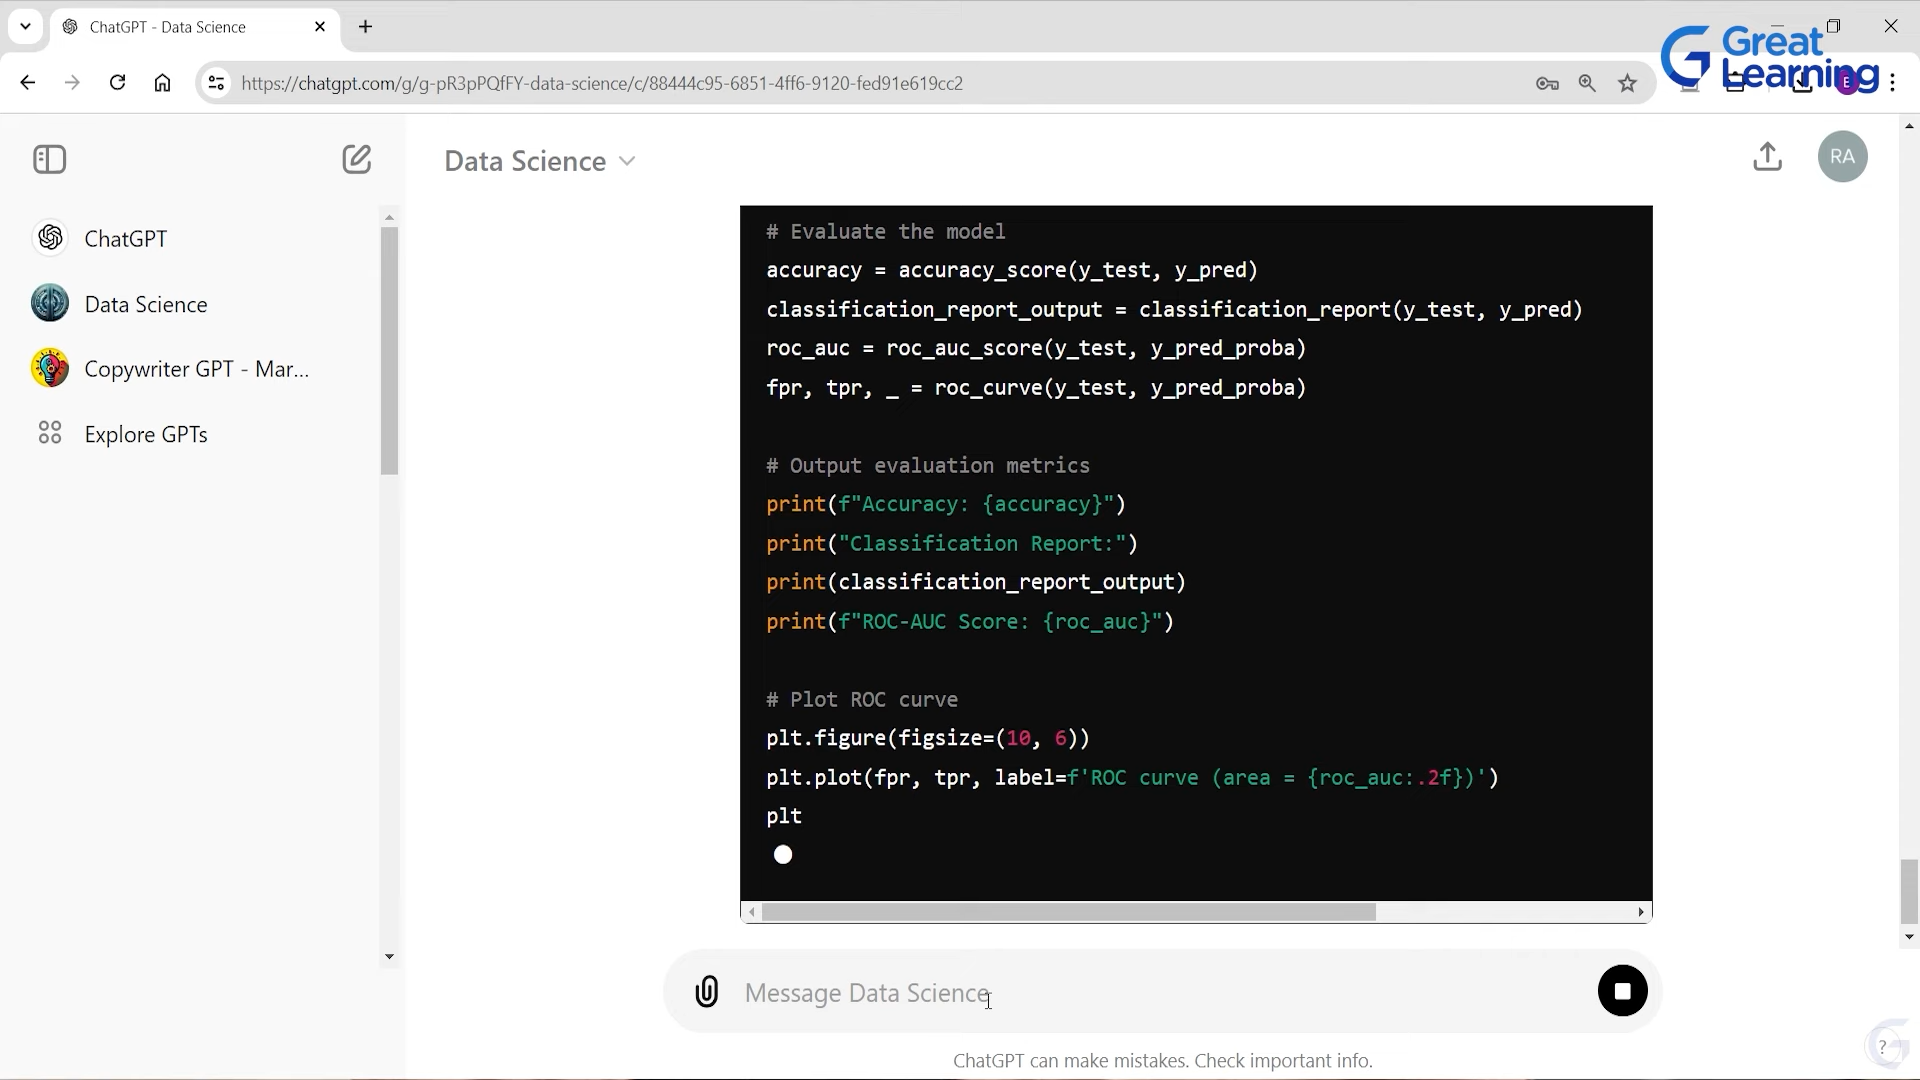 ChatGPT - Data Science
Great
Learning
https://chatgpt.com/g/g-pR3pPQfFY-data-science/c/88444c95-6851-4ff6-9120-fed91e619cc2
E
Data Science
RA
ChatGPT
Data Science
Copywriter GPT - Mar...
Explore GPTs
# Evaluate the model
accuracy = accuracy_score(y_test, y_pred)
classification_report_output = classification_report(y_test, y_pred)
roc_auc = roc_auc_score(y_test, y_pred_proba)
fpr, tpr, _ = roc_curve(y_test, y_pred_proba)
# Output evaluation metrics
print(f"Accuracy: {accuracy}")
print("Classification Report:")
print(classification_report_output)
print(f"ROC-AUC Score: {roc_auc}")
# Plot ROC curve
plt.figure(figsize=(10, 6))
plt.plot(fpr, tpr, label=f'ROC curve (area = {roc_auc:.2f})')
plt
Message Data Science
ChatGPT can make mistakes. Check important info.
?